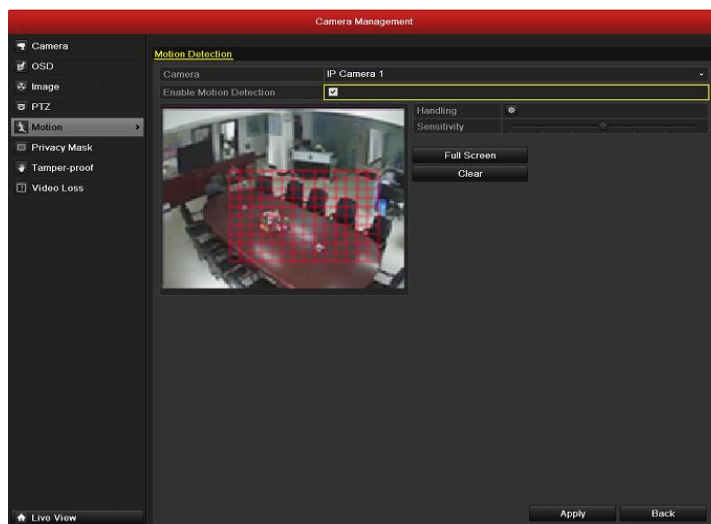 Camera Management
Camera
OSD
Image
PTZ
Motion
Privacy Mask
Tamper-proof
Video Loss
Live View
Motion Detection
Camera IP Camera 1
Enable Motion Detection
Handling
Sensitivity
Full Screen
Clear
Apply Back